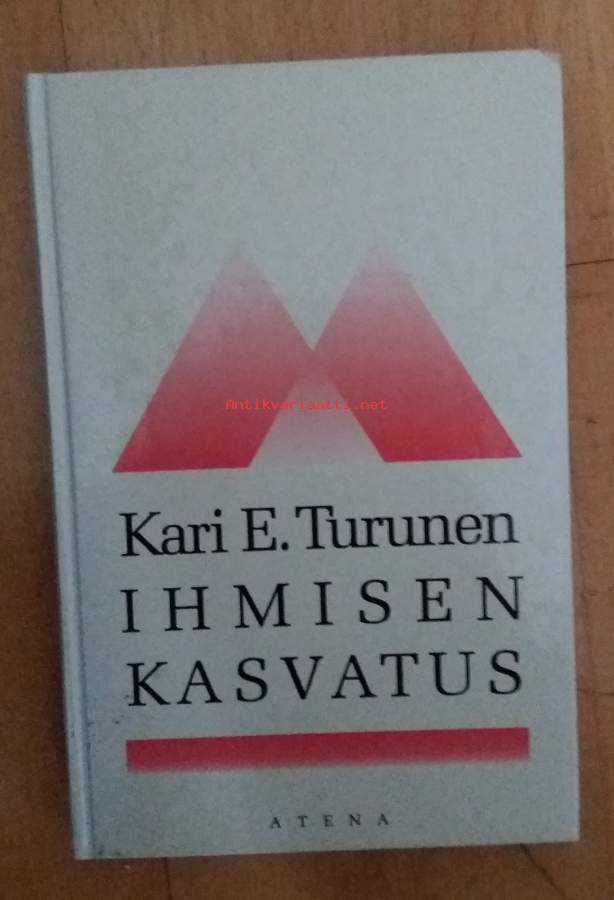 Antikvariaatti.net
Kari E. Turunen
IHMISEN
KASVATUS
ATENA